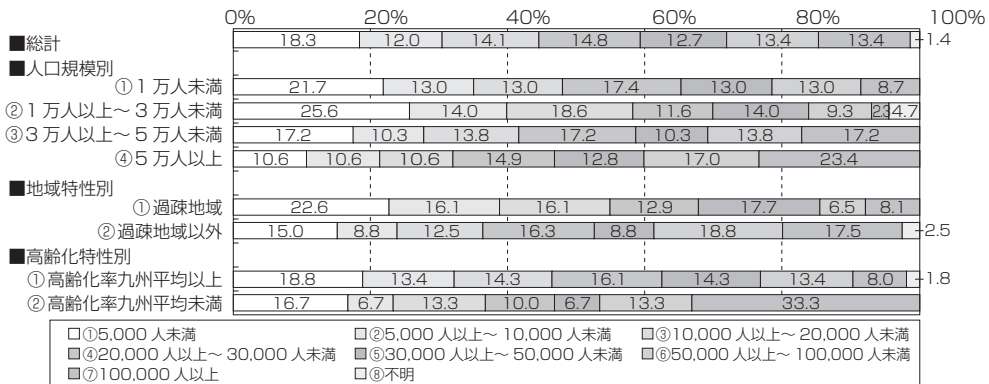 0% 20% 40% 60% 80% 100%
■総計 18.3 12.0 14.1 14.8 12.7 13.4 13.4 1.4
■人口規模別
①1万人未満 21.7 13.0 13.0 17.4 13.0 13.0 8.7
②1万人以上~3万人未満 25.6 14.0 18.6 11.6 14.0 9.3 2.3 4.7
③3万人以上~5万人未満 17.2 10.3 13.8 17.2 10.3 13.8 17.2
④5万人以上 10.6 10.6 10.6 14.9 12.8 17.0 23.4
■地域特性別
①過疎地域 22.6 16.1 16.1 12.9 17.7 6.5 8.1
②過疎地域以外 15.0 8.8 12.5 16.3 8.8 18.8 17.5 2.5
■高齢化特性別
①高齢化率九州平均以上 18.8 13.4 14.3 16.1 14.3 13.4 8.0 1.8
②高齢化率九州平均未満 16.7 6.7 13.3 10.0 6.7 13.3 33.3
①5,000人未満 ②5,000人以上~10,000人未満 ③10,000人以上~20,000人未満
④20,000人以上~30,000人未満 ⑤30,000人以上~50,000人未満 ⑥50,000人以上~100,000人未満
⑦100,000人以上 ⑧不明